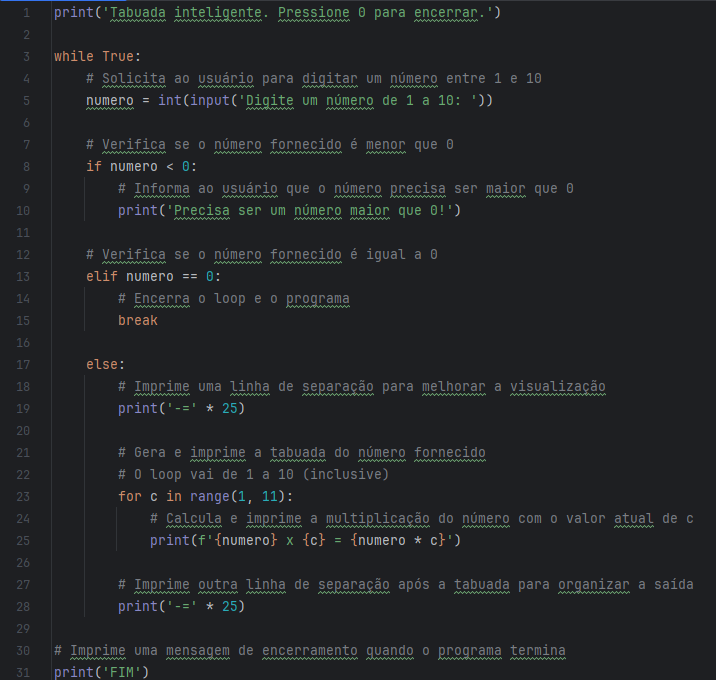 1 print('Tabuada inteligente. Pressione 0 para encerrar.')
2
3 while True:
4     # Solicita ao usuário para digitar um número entre 1 e 10
5     numero = int(input('Digite um número de 1 a 10: '))
6
7     # Verifica se o número fornecido é menor que 0
8     if numero < 0:
9         # Informa ao usuário que o número precisa ser maior que 0
10         print('Precisa ser um número maior que 0!')
11
12     # Verifica se o número fornecido é igual a 0
13     elif numero == 0:
14         # Encerra o loop e o programa
15         break
16
17     else:
18         # Imprime uma linha de separação para melhorar a visualização
19         print('-=' * 25)
20
21         # Gera e imprime a tabuada do número fornecido
22         # O loop vai de 1 a 10 (inclusive)
23         for c in range(1, 11):
24             # Calcula e imprime a multiplicação do número com o valor atual de c
25             print(f'{numero} x {c} = {numero * c}')
26
27         # Imprime outra linha de separação após a tabuada para organizar a saída
28         print('-=' * 25)
29
30 # Imprime uma mensagem de encerramento quando o programa termina
31 print('FIM')